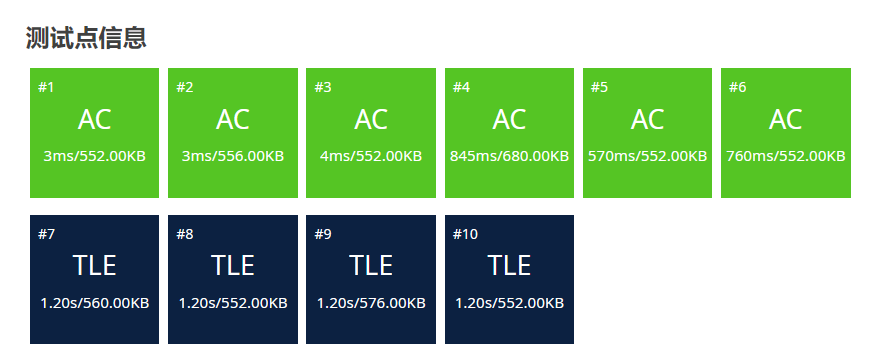 测试点信息
#1
AC
3ms/552.00KB
#2
AC
3ms/556.00KB
#3
AC
4ms/552.00KB
#4
AC
845ms/680.00KB
#5
AC
570ms/552.00KB
#6
AC
760ms/552.00KB
#7
TLE
1.20s/560.00KB
#8
TLE
1.20s/552.00KB
#9
TLE
1.20s/576.00KB
#10
TLE
1.20s/552.00KB